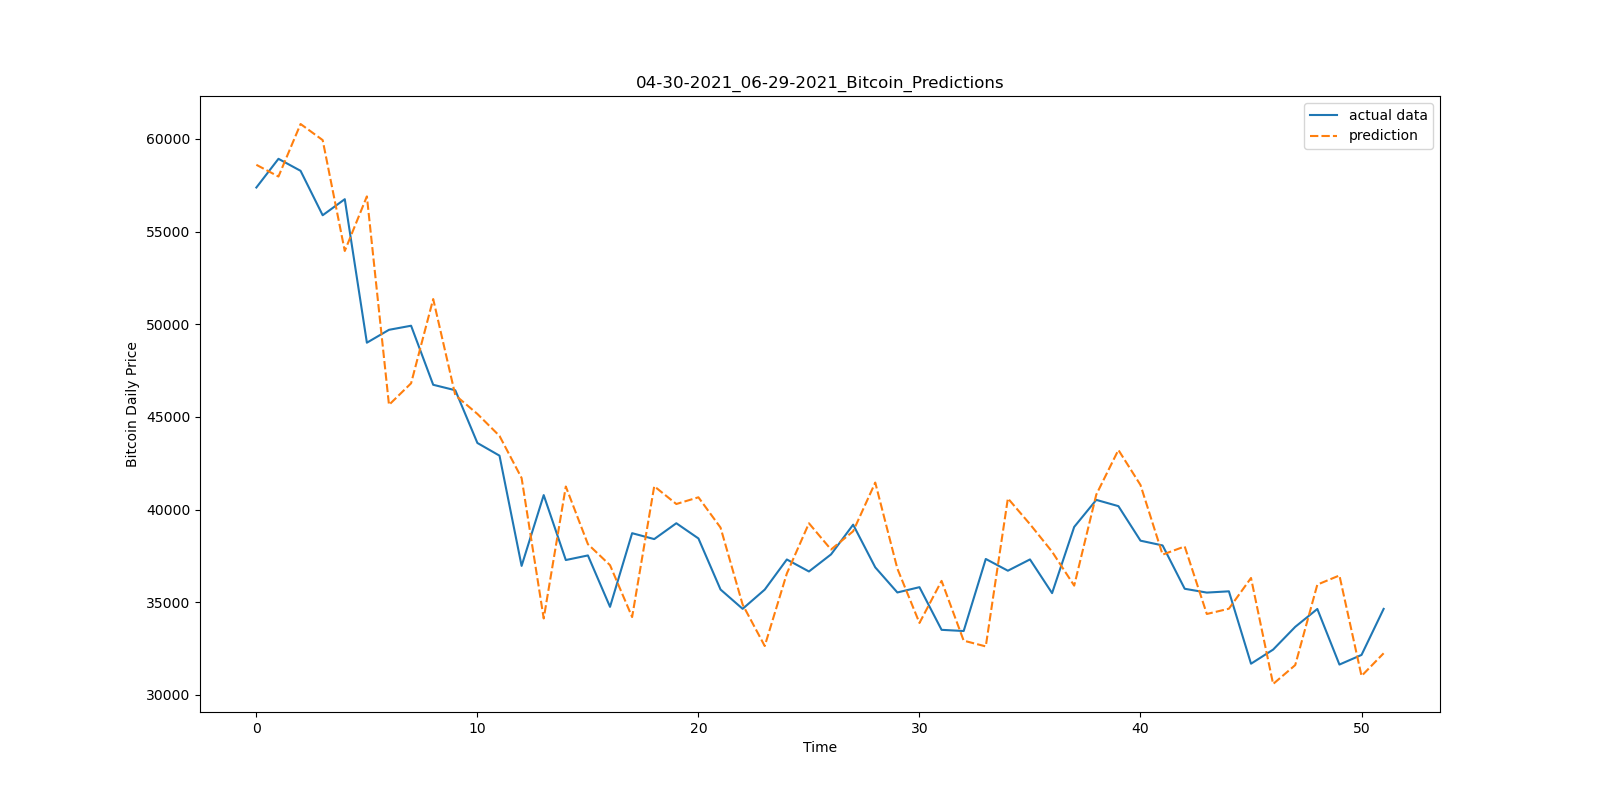 04-30-2021_06-29-2021_Bitcoin_Predictions
actual data
prediction
Bitcoin Daily Price
60000
55000
50000
45000
40000
35000
30000
0 10 20 30 40 50
Time